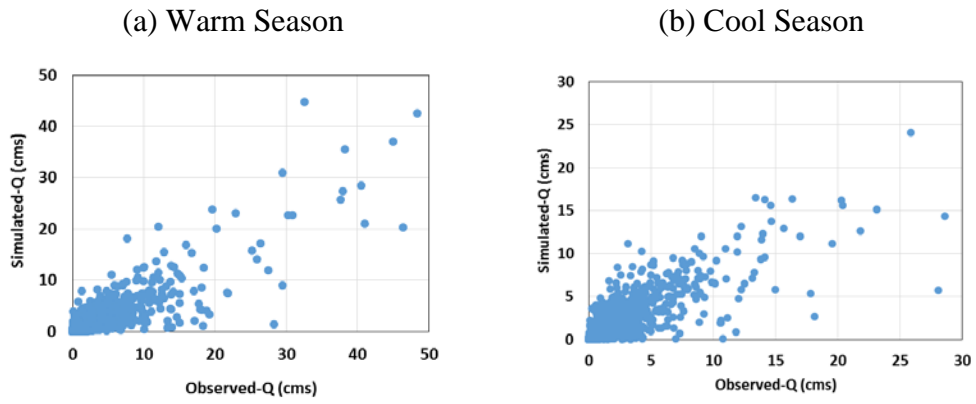 (a) Warm Season
50
40
30
20
10
0
0 10 20 30 40 50
Simulated-Q (cms)
Observed-Q (cms)
(b) Cool Season
30
25
20
15
10
5
0
0 5 10 15 20 25 30
Simulated-Q (cms)
Observed-Q (cms)